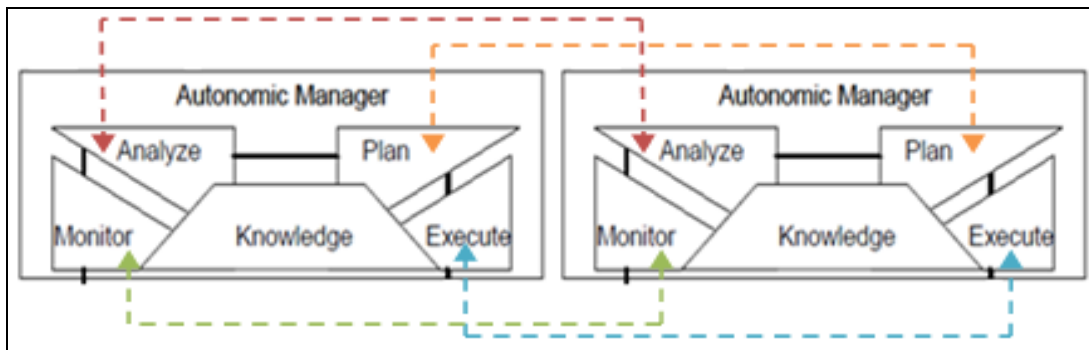 Autonomic Manager
Analyze
Plan
Monitor
Knowledge
Execute
Autonomic Manager
Analyze
Plan
Monitor
Knowledge
Execute